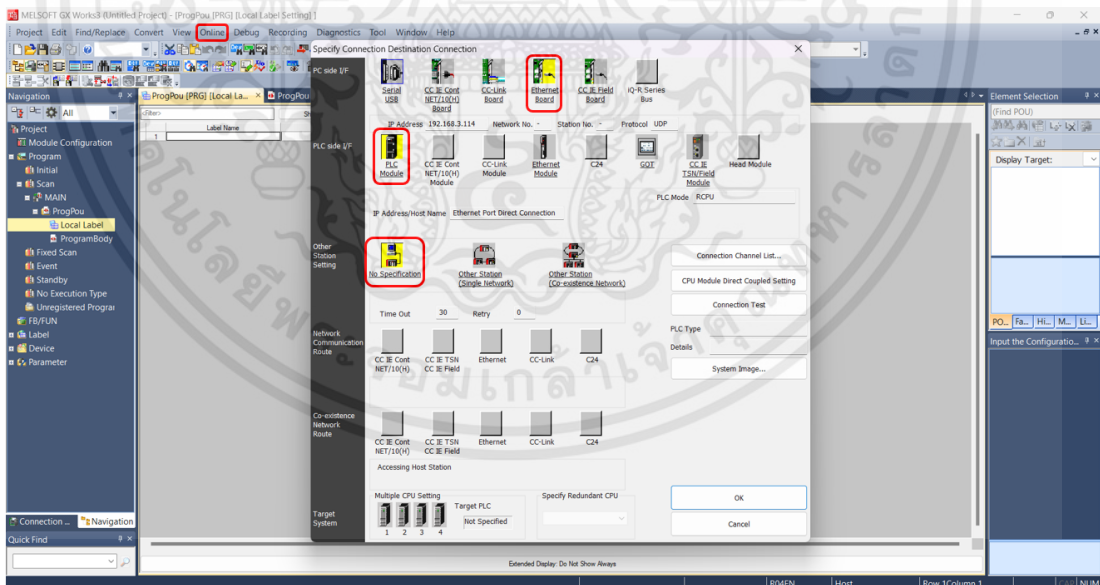 MELSOFT GX Works3 (Untitled Project) - [ProgPou [PRG] [Local Label Setting] ]
Project Edit Find/Replace Convert View Online Debug Recording Diagnostics Tool Window Help
Specify Connection Destination Connection
Navigation
All
Project
Module Configuration
Program
Initial
Scan
MAIN
ProgPou
Local Label
ProgramBody
Fixed Scan
Event
Standby
No Execution Type
Unregistered Progra
FB/FUN
Label
Device
Parameter
Connection ...
Navigation
Quick Find
ProgPou [PRG] [Local La...
ProgPou
<Filter>
Label Name
1
PC side I/F
Serial USB
CC IE Cont NET/10(H) Board
CC-Link Board
Ethernet Board
CC IE Field Board
iQ-R Series Bus
IP Address 192.168.3.114 Network No. - Station No. - Protocol UDP
PLC side I/F
PLC Module
CC IE Cont NET/10(H) Module
CC-Link Module
Ethernet Module
C24
GOT
CC IE TSN/Field Module
Head Module
PLC Mode RCPU
IP Address/Host Name Ethernet Port Direct Connection
Other Station Setting
No Specification
Other Station (Single Network)
Other Station (Co-existence Network)
Time Out 30 Retry 0
Connection Channel List...
CPU Module Direct Coupled Setting
Connection Test
PLC Type
Details
System Image...
Network Communication Route
CC IE Cont NET/10(H)
CC IE TSN CC IE Field
Ethernet
CC-Link
C24
Co-existence Network Route
CC IE Cont NET/10(H)
CC IE TSN CC IE Field
Ethernet
CC-Link
C24
Accessing Host Station
Target System
Multiple CPU Setting
1 2 3 4
Target PLC
Not Specified
Specify Redundant CPU
OK
Cancel
Element Selection
(Find POU)
Display Target:
PO... Fa... Hi... M... Li...
Input the Configuratio...
Extended Display: Do Not Show Always
R04EN Host Row 1Column 1 CAP NUM